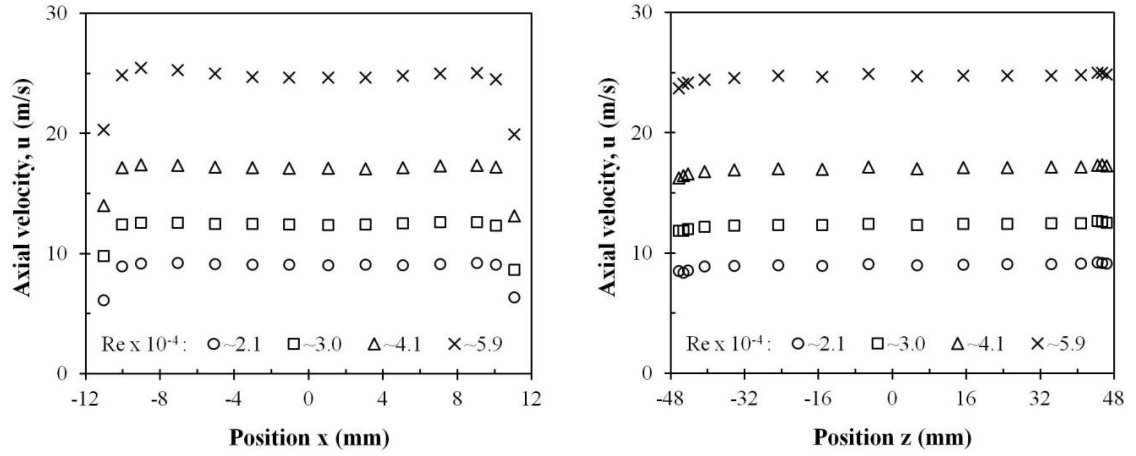 30
20
10
0
Axial velocity, u (m/s)
Re x 10⁻⁴ : ~2.1 ~3.0 ~4.1 ~5.9
-12 -8 -4 0 4 8 12
Position x (mm)
30
20
10
0
Axial velocity, u (m/s)
Re x 10⁻⁴ : ~2.1 ~3.0 ~4.1 ~5.9
-48 -32 -16 0 16 32 48
Position z (mm)